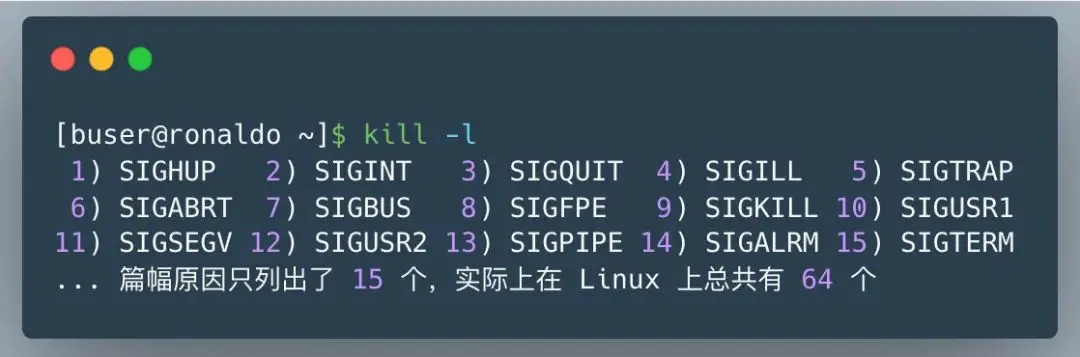 [buser@ronaldo ~]$ kill -l
1) SIGHUP 2) SIGINT 3) SIGQUIT 4) SIGILL 5) SIGTRAP
6) SIGABRT 7) SIGBUS 8) SIGFPE 9) SIGKILL 10) SIGUSR1
11) SIGSEGV 12) SIGUSR2 13) SIGPIPE 14) SIGALRM 15) SIGTERM
... 篇幅原因只列出了 15 个，实际上在 Linux 上总共有 64 个